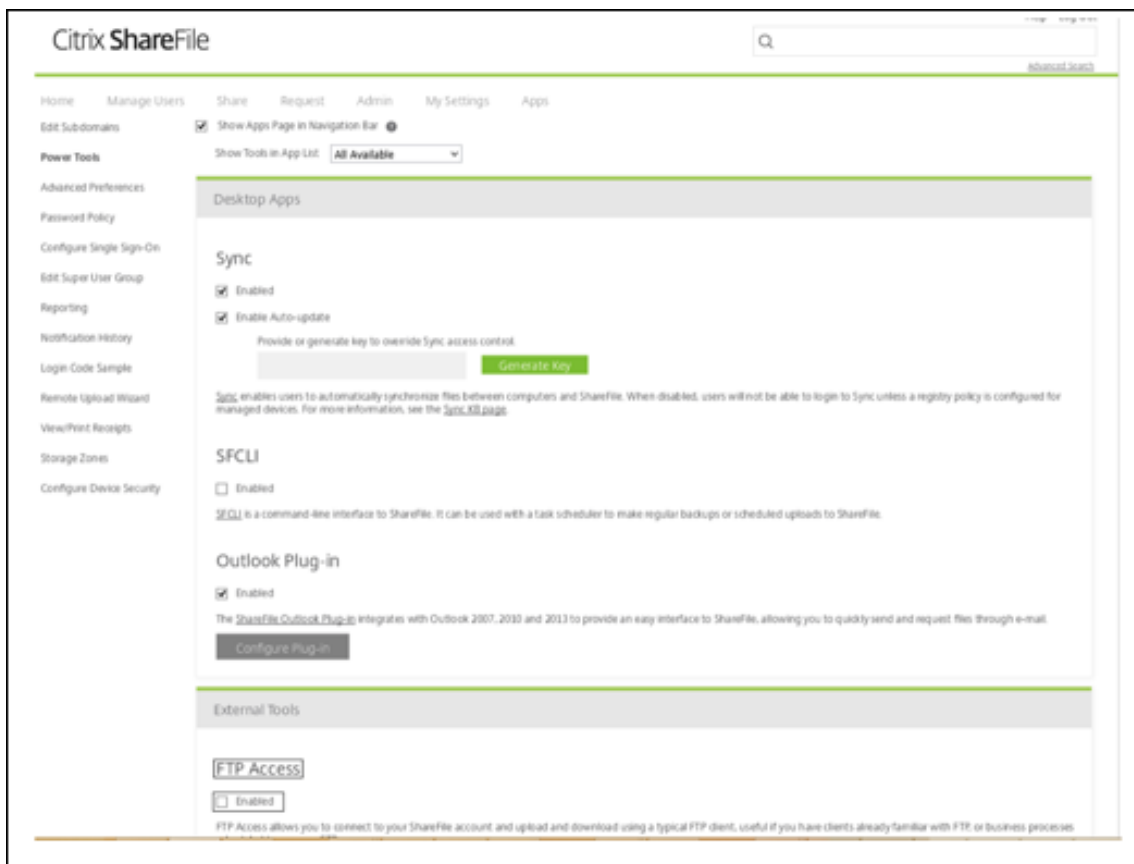 Citrix ShareFile
Advanced Search
Home Manage Users Share Request Admin My Settings Apps
Edit Subdomains
Power Tools
Advanced Preferences
Password Policy
Configure Single Sign-On
Edit Super User Group
Reporting
Notification History
Login Code Sample
Remote Upload Wizard
View/Print Receipts
Storage Zones
Configure Device Security
Show Apps Page in Navigation Bar
Show Tools in App List All Available
Desktop Apps
Sync
Enabled
Enable Auto-update
Provide or generate key to override Sync access control.
Generate Key
Sync enables users to automatically synchronize files between computers and ShareFile. When disabled, users will not be able to login to Sync unless a registry policy is configured for
managed devices. For more information, see the Sync KB page.
SFCLI
Enabled
SFCLI is a command-line interface to ShareFile. It can be used with a task scheduler to make regular backups or scheduled uploads to ShareFile.
Outlook Plug-in
Enabled
The ShareFile Outlook Plug-in integrates with Outlook 2007, 2010 and 2013 to provide an easy interface to ShareFile, allowing you to quickly send and request files through e-mail.
Configure Plug-in
External Tools
FTP Access
Enabled
FTP Access allows you to connect to your ShareFile account and upload and download using a typical FTP client, useful if you have clients already familiar with FTP, or business processes